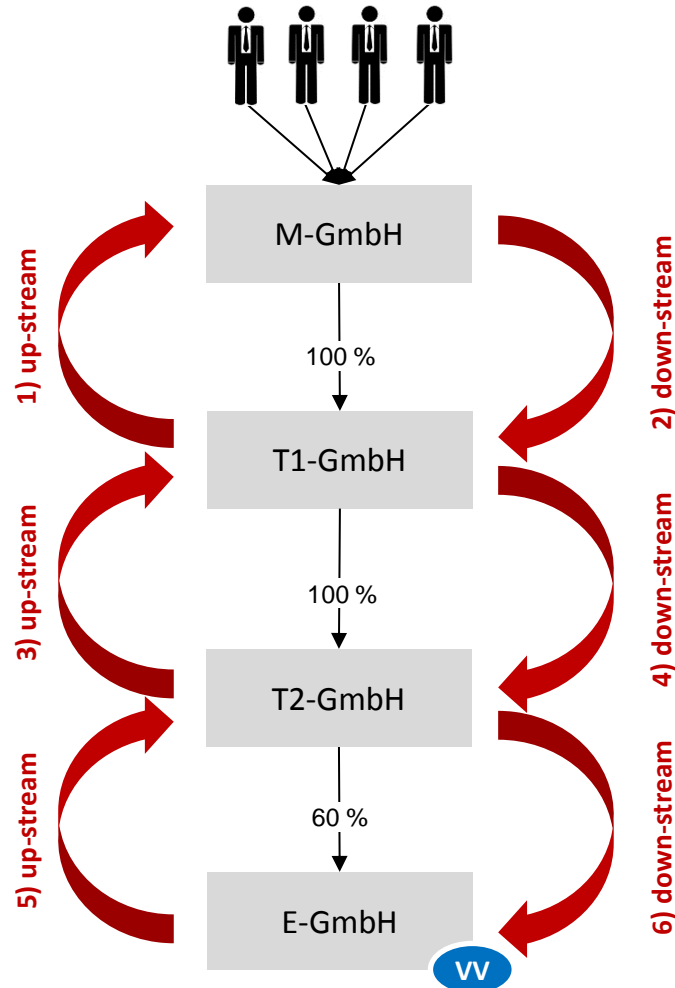 M-GmbH
1) up-stream
2) down-stream
100 %
T1-GmbH
3) up-stream
4) down-stream
100 %
T2-GmbH
5) up-stream
6) down-stream
60 %
E-GmbH
VV